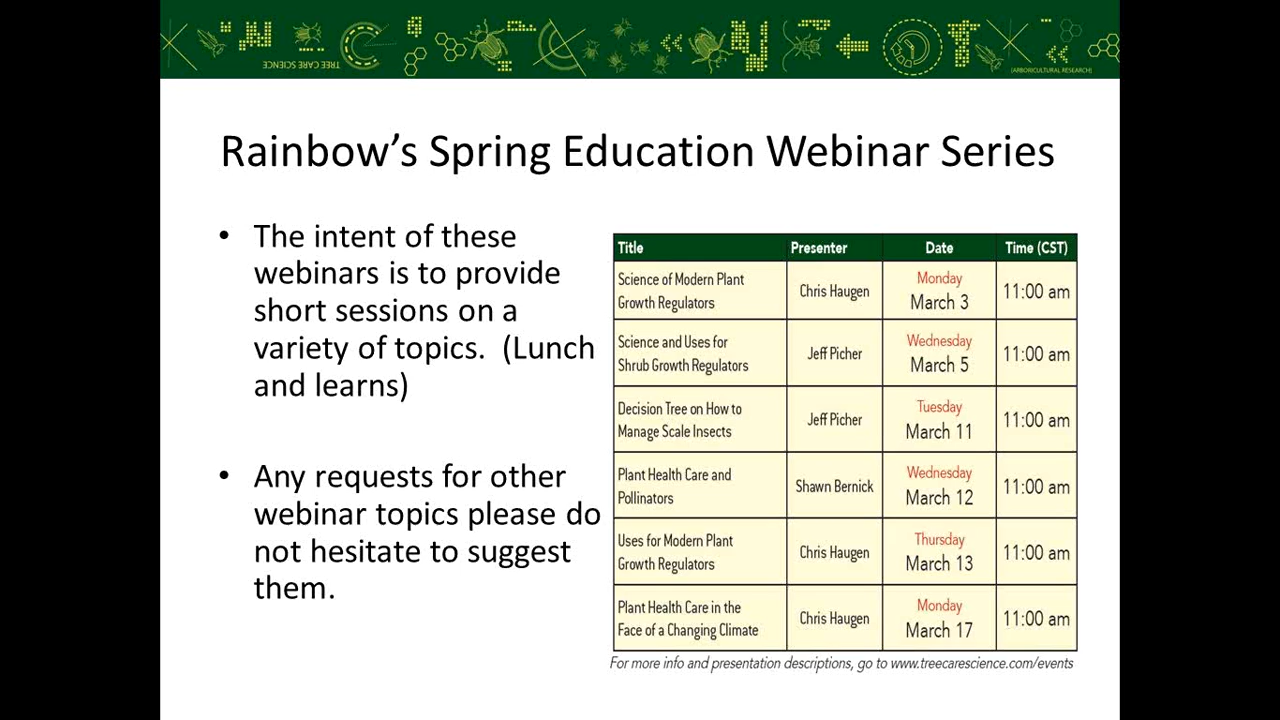 TREE CARE SCIENCE
(ARBORICULTURAL RESEARCH)
Rainbow’s Spring Education Webinar Series
• The intent of these
webinars is to provide
short sessions on a
variety of topics.  (Lunch
and learns)
• Any requests for other
webinar topics please do
not hesitate to suggest
them.
Title Presenter Date Time (CST)
Science of Modern Plant
Growth Regulators
Chris Haugen
Monday
March 3
11:00 am
Science and Uses for
Shrub Growth Regulators
Jeff Picher
Wednesday
March 5
11:00 am
Decision Tree on How to
Manage Scale Insects
Jeff Picher
Tuesday
March 11
11:00 am
Plant Health Care and
Pollinators
Shawn Bernick
Wednesday
March 12
11:00 am
Uses for Modern Plant
Growth Regulators
Chris Haugen
Thursday
March 13
11:00 am
Plant Health Care in the
Face of a Changing Climate
Chris Haugen
Monday
March 17
11:00 am
For more info and presentation descriptions, go to www.treecarescience.com/events